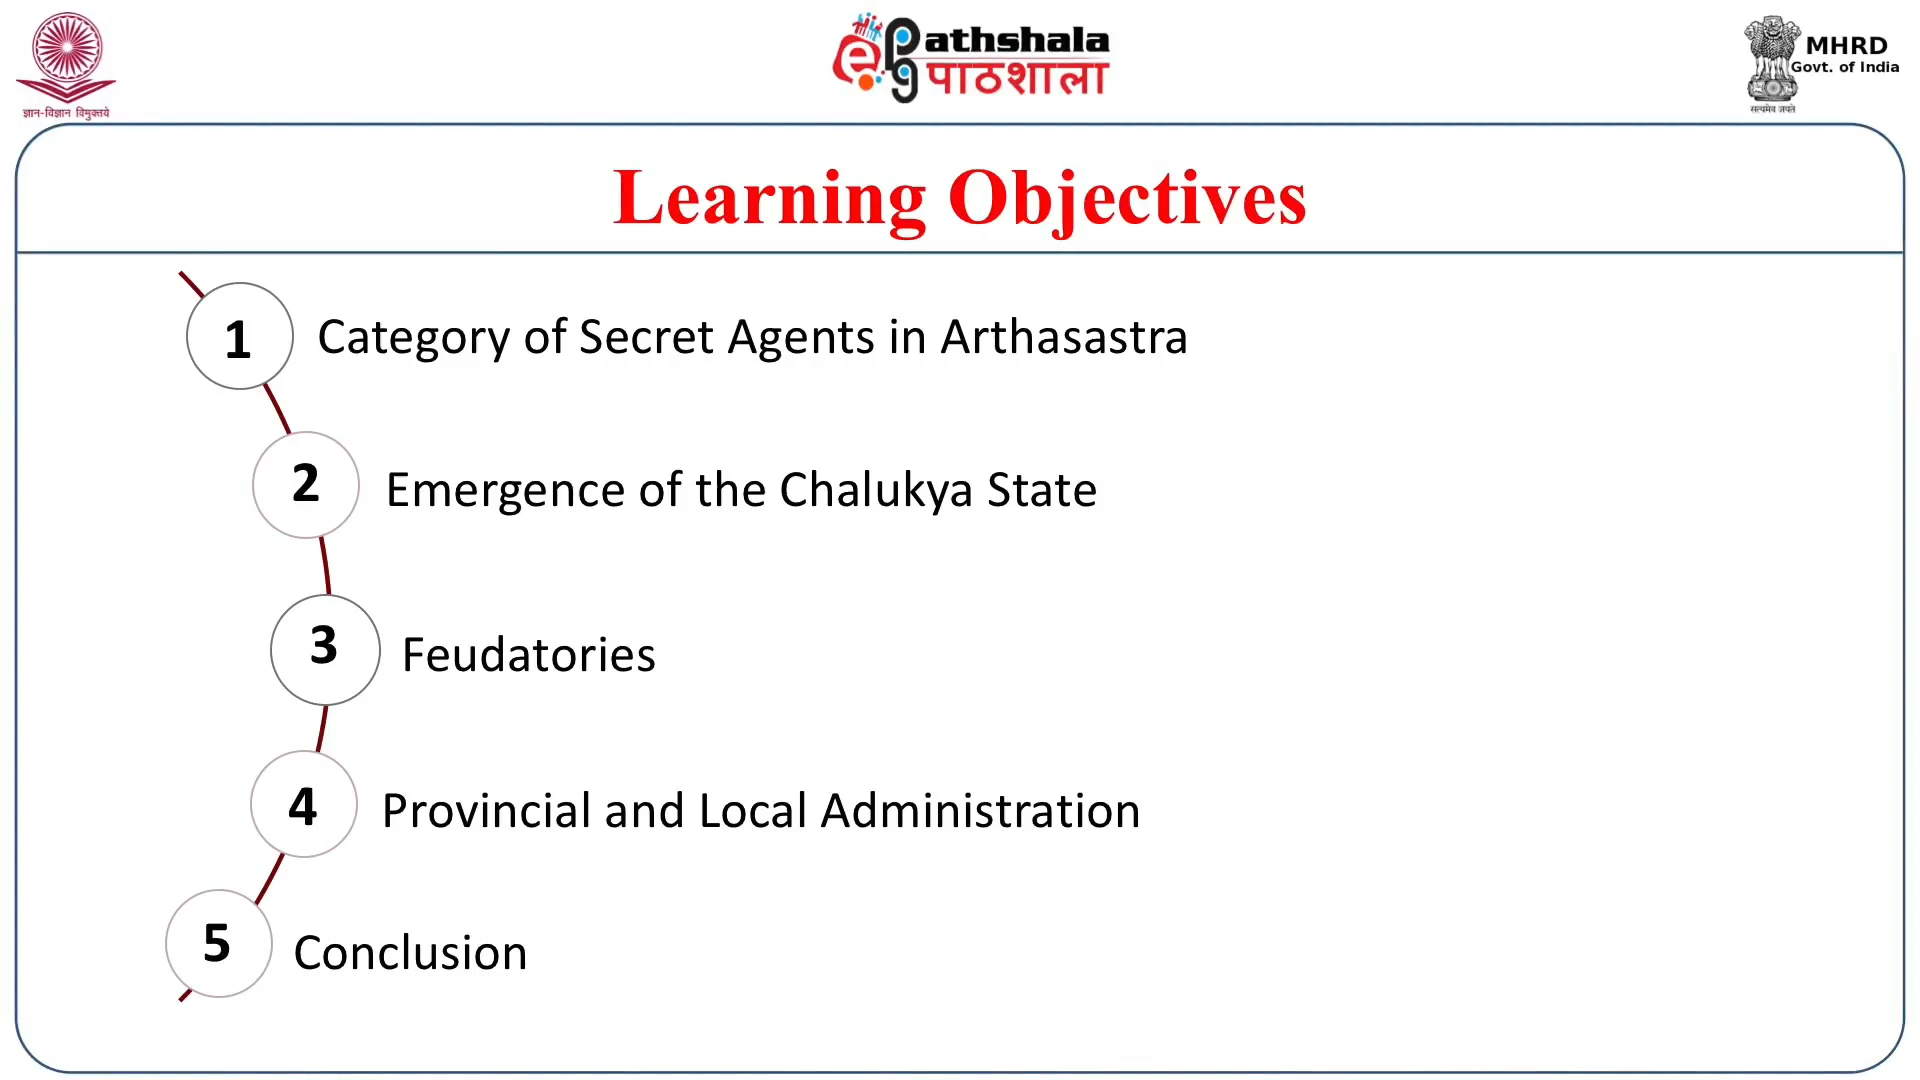 ज्ञान-विज्ञान विमुक्तये
ePathshala
पाठशाला
MHRD
Govt. of India
सत्यमेव जयते
Learning Objectives
1 Category of Secret Agents in Arthasastra
2 Emergence of the Chalukya State
3 Feudatories
4 Provincial and Local Administration
5 Conclusion